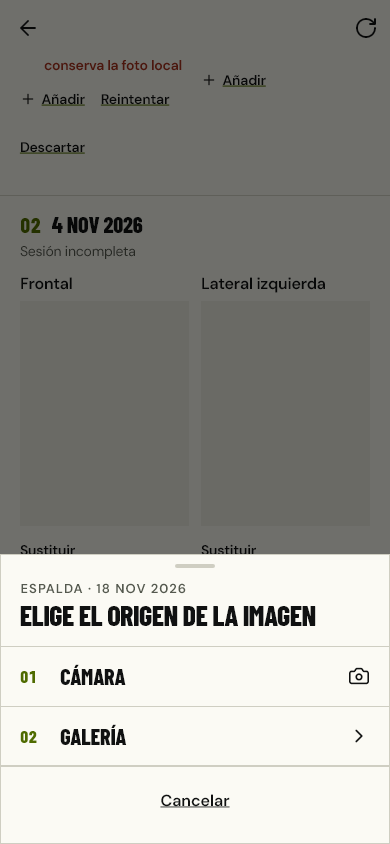 conserva la foto local
Añadir
Añadir Reintentar
Descartar
02 4 NOV 2026
Sesión incompleta
Frontal Lateral izquierda
Sustituir Sustituir
ESPALDA · 18 NOV 2026
ELIGE EL ORIGEN DE LA IMAGEN
01 CÁMARA
02 GALERÍA
Cancelar